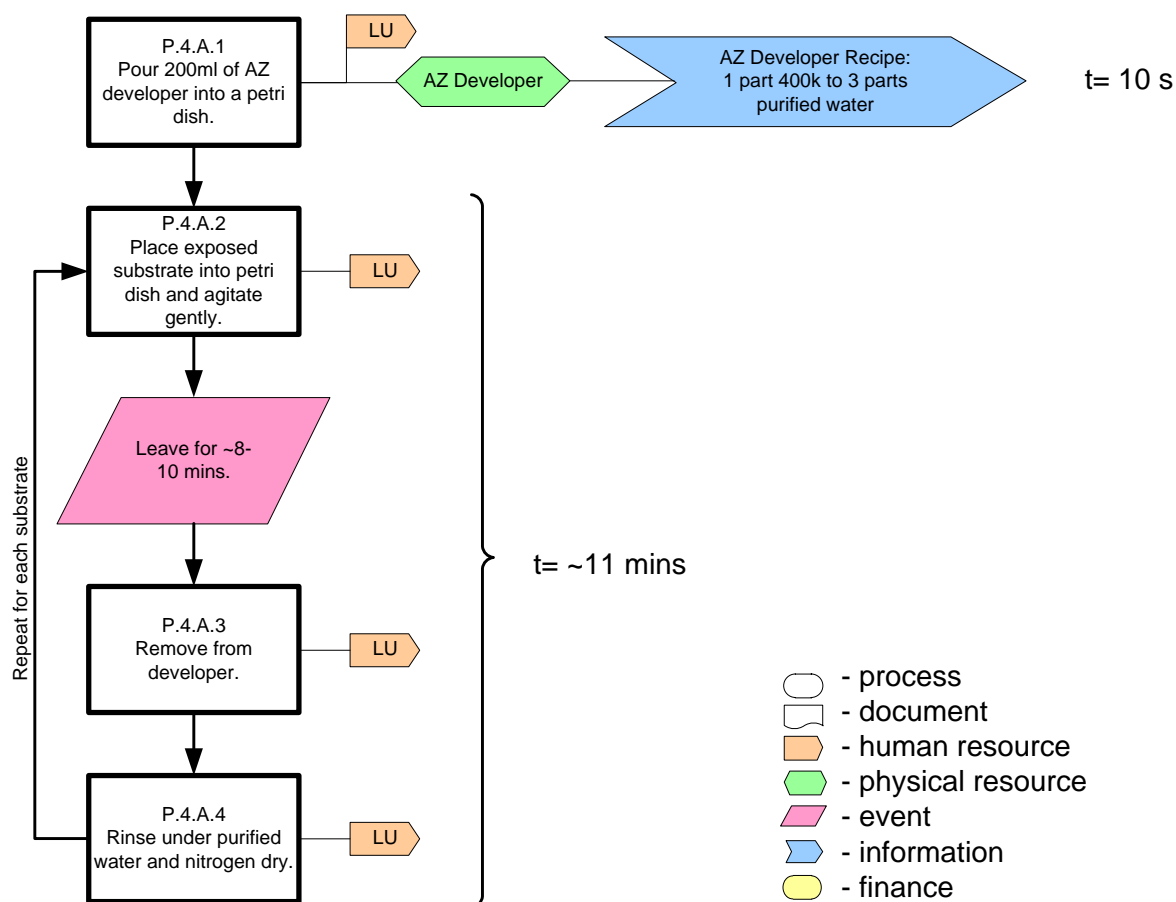 P.4.A.1
Pour 200ml of AZ
developer into a petri
dish.
LU
AZ Developer
AZ Developer Recipe:
1 part 400k to 3 parts
purified water
t= 10 s
P.4.A.2
Place exposed
substrate into petri
dish and agitate
gently.
LU
Leave for ~8-
10 mins.
Repeat for each substrate
t= ~11 mins
P.4.A.3
Remove from
developer.
LU
P.4.A.4
Rinse under purified
water and nitrogen dry.
LU
- process
- document
- human resource
- physical resource
- event
- information
- finance